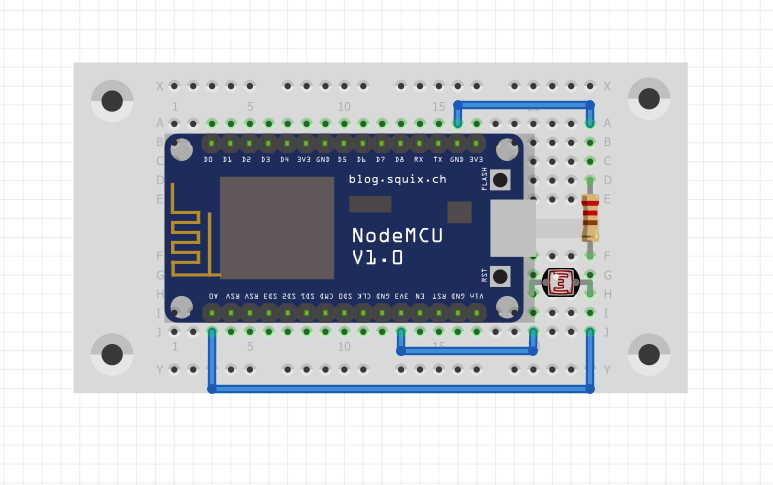 X X
1 5 10 15
A A
B B
D0 D1 D2 D3 D4 3V3 GND D5 D6 D7 D8 RX TX GND 3V3
C C
blog.squix.ch
FLASH
D D
E E
NodeMCU
V1.0
F F
RST
G G
A0 RSV RSV SD3 SD2 SD1 CMD SD0 CLK GND 3V3 EN RST GND Vin
H H
I I
J J
1 5 10 15
Y Y